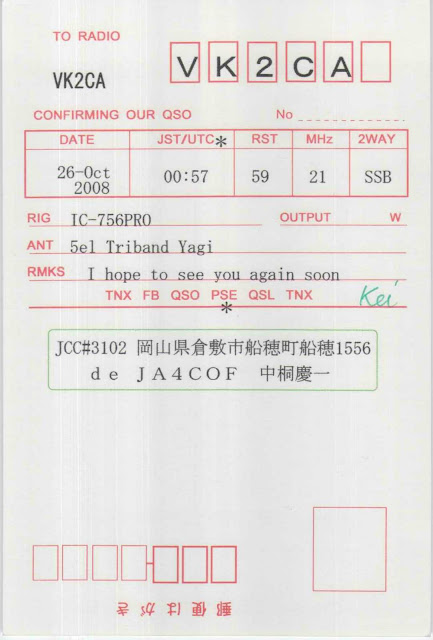 TO RADIO
VK2CA
VK2CA
CONFIRMING OUR QSO No
DATE JST/UTC* RST MHz 2WAY
26-Oct 2008 00:57 59 21 SSB
RIG IC-756PRO OUTPUT W
ANT 5el Triband Yagi
RMKS I hope to see you again soon
TNX FB QSO PSE QSL TNX Kei
*
JCC#3102 岡山県倉敷市船穂町船穂1556
de JA4COF 中桐慶一
郵便はがき